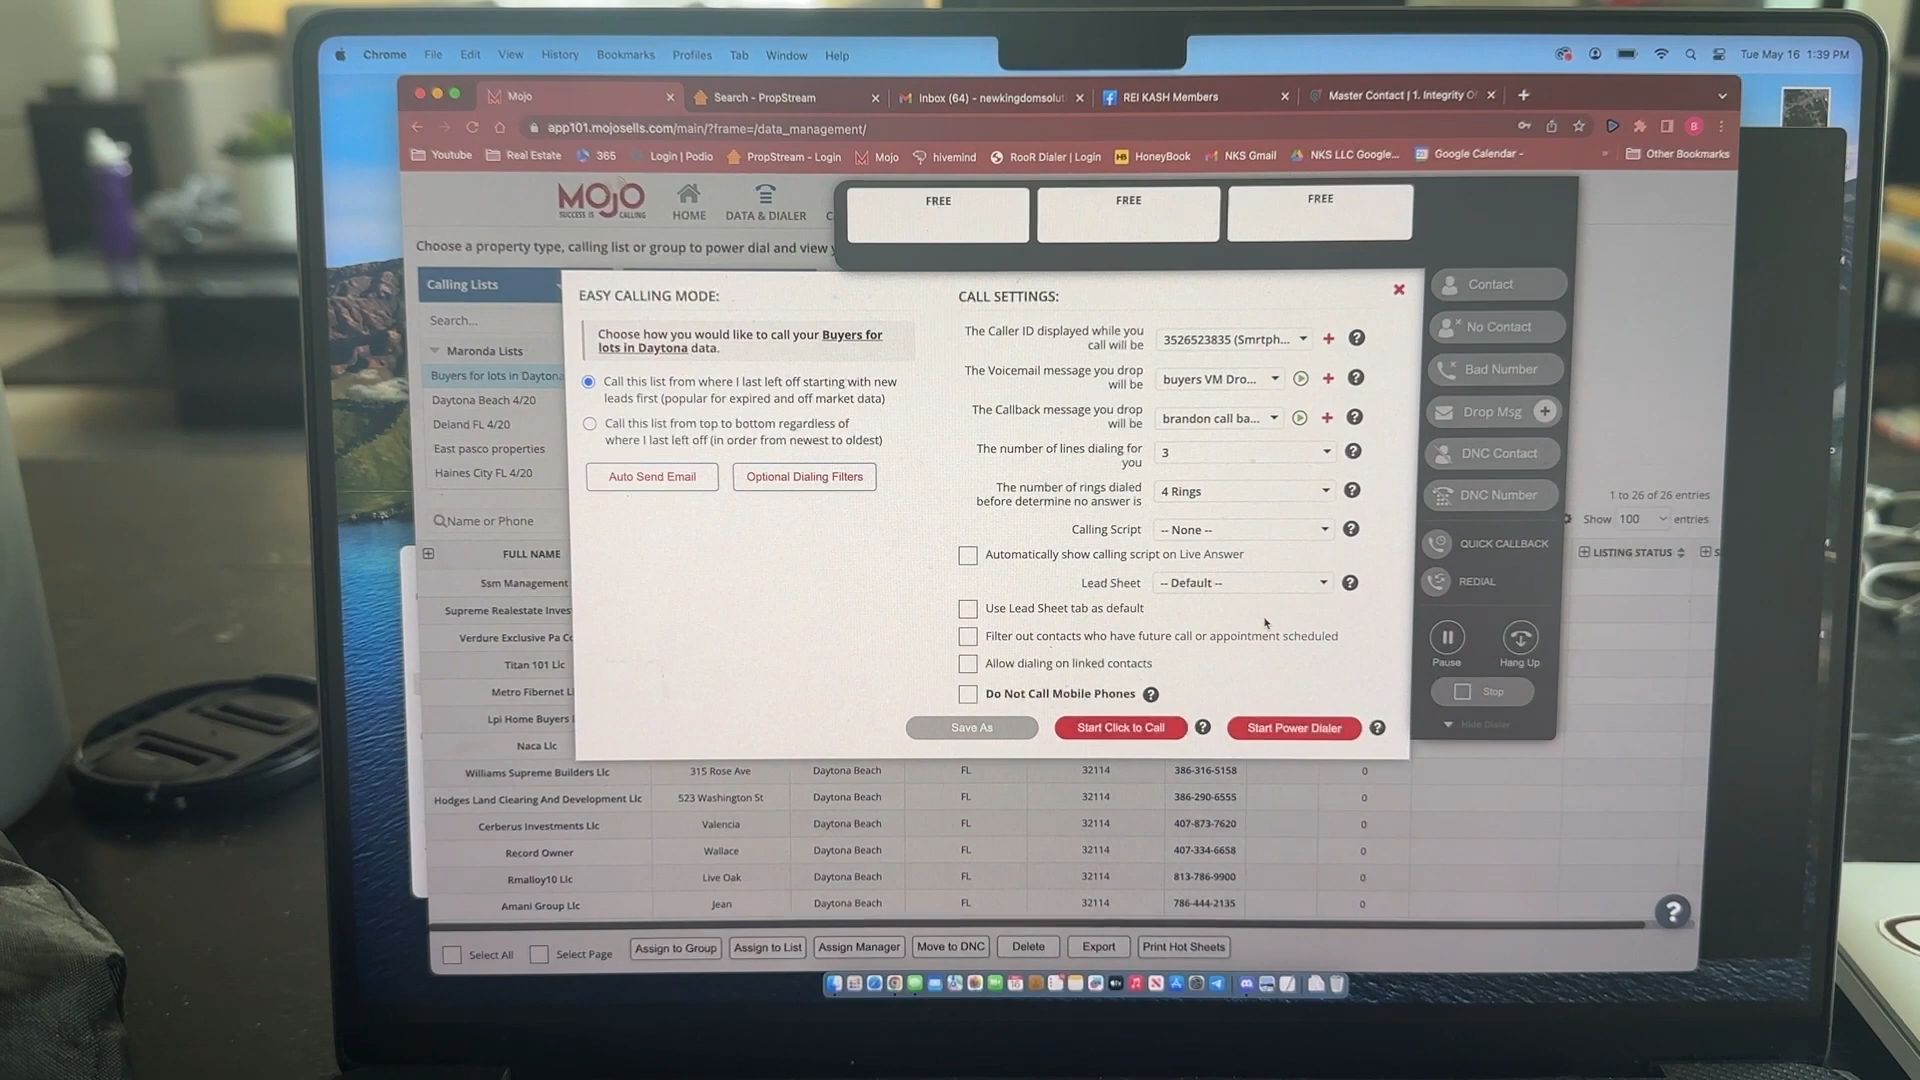 Chrome File Edit View History Bookmarks Profiles Tab Window Help
Tue May 16 1:39 PM
Mojo
Search - PropStream
Inbox (64) - newkingdomsolut
REI KASH Members
Master Contact | 1. Integrity O
app101.mojosells.com/main/?frame=/data_management/
Youtube Real Estate 365 Login | Podio PropStream - Login Mojo hivemind RooR Dialer | Login HoneyBook NKS Gmail NKS LLC Google... Google Calendar - Other Bookmarks
MOJO
SUCCESS IS CALLING
HOME DATA & DIALER C
FREE FREE FREE
Choose a property type, calling list or group to power dial and view
Calling Lists
Search...
Maronda Lists
Buyers for lots in Daytona
Daytona Beach 4/20
Deland FL 4/20
East pasco properties
Haines City FL 4/20
Name or Phone
EASY CALLING MODE:
Choose how you would like to call your Buyers for
lots in Daytona data.
Call this list from where I last left off starting with new
leads first (popular for expired and off market data)
Call this list from top to bottom regardless of
where I last left off (in order from newest to oldest)
Auto Send Email Optional Dialing Filters
CALL SETTINGS:
The Caller ID displayed while you
call will be
3526523835 (Smrtph...
The Voicemail message you drop
will be
buyers VM Dro...
The Callback message you drop
will be
brandon call ba...
The number of lines dialing for
you
3
The number of rings dialed
before determine no answer is
4 Rings
Calling Script -- None --
Automatically show calling script on Live Answer
Lead Sheet -- Default --
Use Lead Sheet tab as default
Filter out contacts who have future call or appointment scheduled
Allow dialing on linked contacts
Do Not Call Mobile Phones
Save As Start Click to Call Start Power Dialer
Contact
No Contact
Bad Number
Drop Msg
DNC Contact
DNC Number
QUICK CALLBACK
REDIAL
Pause Hang Up
Stop
Hide Dialer
1 to 26 of 26 entries
Show 100 entries
FULL NAME LISTING STATUS S
Ssm Management
Supreme Realestate Inves
Verdure Exclusive Pa Co
Titan 101 Llc
Metro Fibernet L
Lpi Home Buyers
Naca Llc
Williams Supreme Builders Llc 315 Rose Ave Daytona Beach FL 32114 386-316-5158 0
Hodges Land Clearing And Development Llc 523 Washington St Daytona Beach FL 32114 386-290-6555 0
Cerberus Investments Llc Valencia Daytona Beach FL 32114 407-873-7620 0
Record Owner Wallace Daytona Beach FL 32114 407-334-6658 0
Rmalloy10 Llc Live Oak Daytona Beach FL 32114 813-786-9900 0
Amani Group Llc Jean Daytona Beach FL 32114 786-444-2135 0
Select All Select Page Assign to Group Assign to List Assign Manager Move to DNC Delete Export Print Hot Sheets